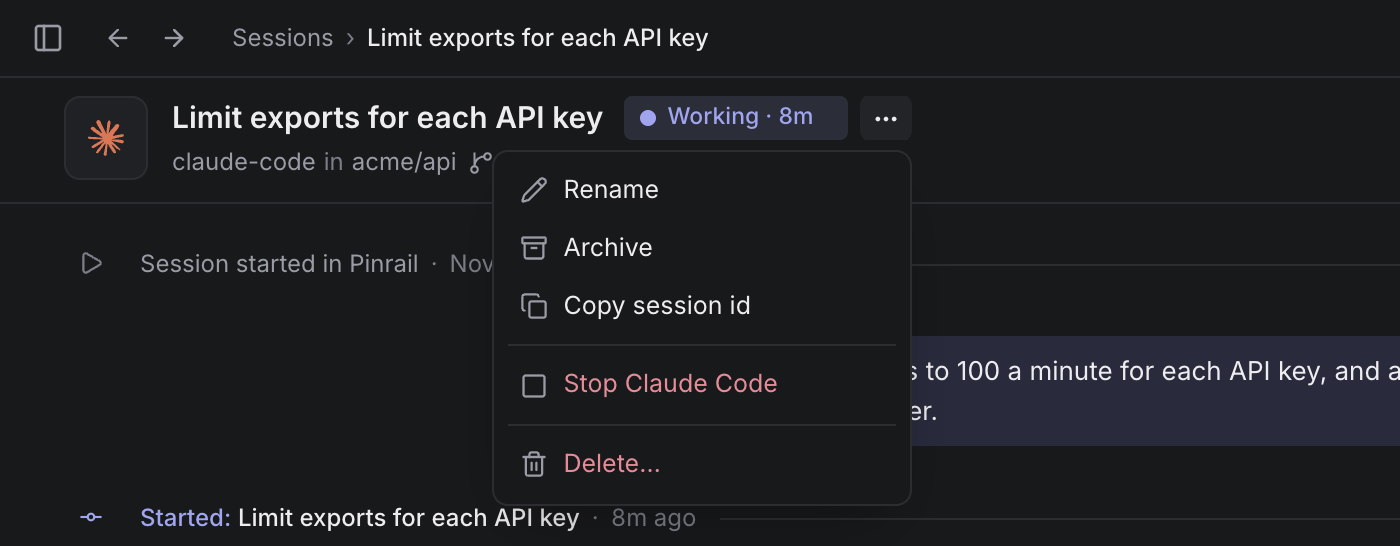 Sessions › Limit exports for each API key
Limit exports for each API key
Working · 8m
claude-code in acme/api
Rename
Archive
Session started in Pinrail · Nov
Copy session id
s to 100 a minute for each API key, and a
Stop Claude Code
er.
Delete...
Started: Limit exports for each API key · 8m ago